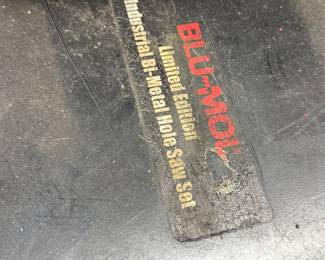 BLU-MOL
Limited Edition
Industrial Bi-Metal Hole Saw Set